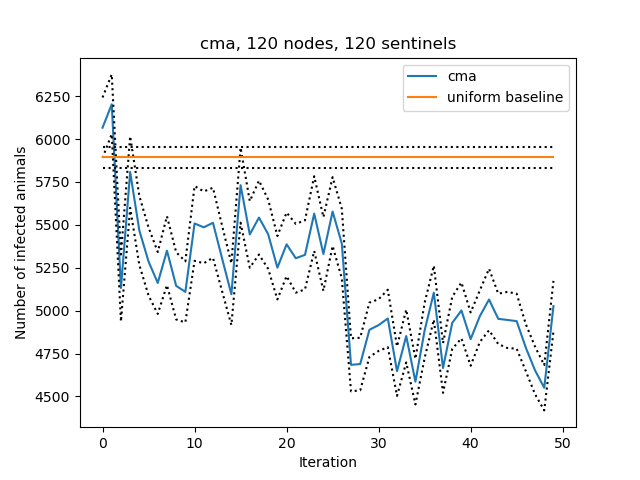 cma, 120 nodes, 120 sentinels
cma
uniform baseline
6250
6000
5750
5500
5250
5000
4750
4500
Number of infected animals
0 10 20 30 40 50
Iteration